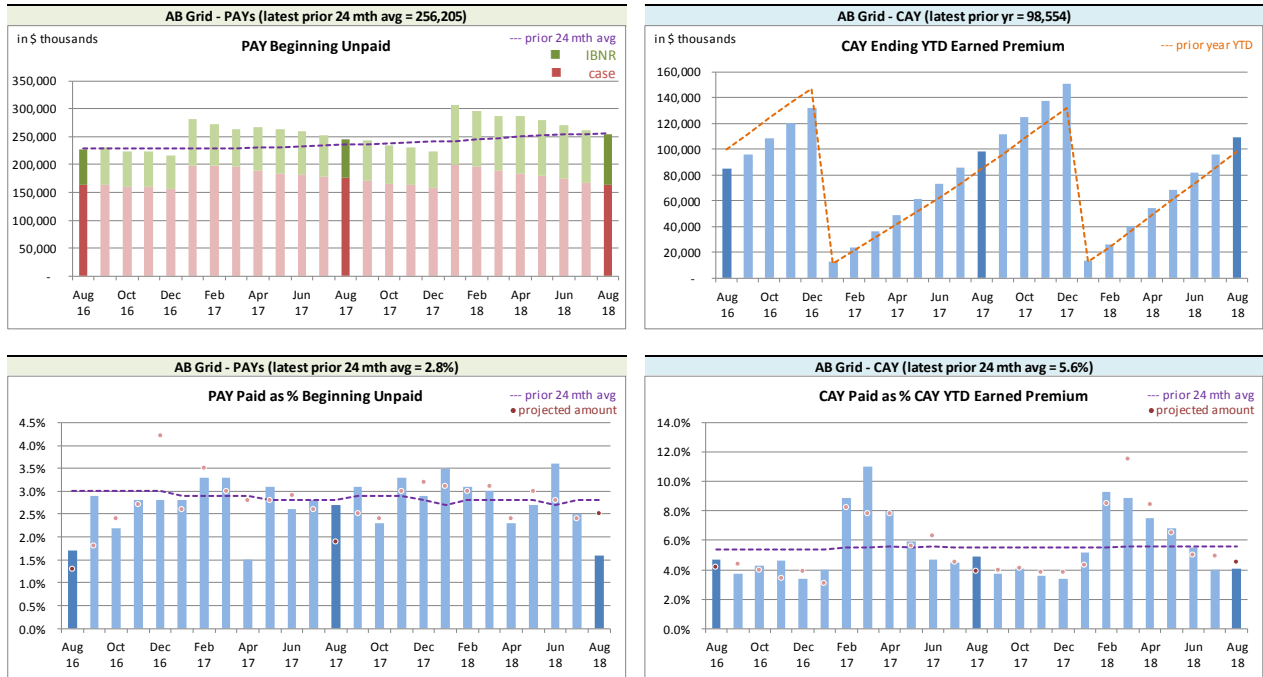 AB Grid - PAYs (latest prior 24 mth avg = 256,205)
in $ thousands
PAY Beginning Unpaid
--- prior 24 mth avg
IBNR
case
350,000
300,000
250,000
200,000
150,000
100,000
50,000
-
Aug Oct Dec Feb Apr Jun Aug Oct Dec Feb Apr Jun Aug
16 16 16 17 17 17 17 17 17 18 18 18 18
AB Grid - CAY (latest prior yr = 98,554)
in $ thousands
CAY Ending YTD Earned Premium
--- prior year YTD
160,000
140,000
120,000
100,000
80,000
60,000
40,000
20,000
-
Aug Oct Dec Feb Apr Jun Aug Oct Dec Feb Apr Jun Aug
16 16 16 17 17 17 17 17 17 18 18 18 18
AB Grid - PAYs (latest prior 24 mth avg = 2.8%)
PAY Paid as % Beginning Unpaid
--- prior 24 mth avg
projected amount
4.5%
4.0%
3.5%
3.0%
2.5%
2.0%
1.5%
1.0%
0.5%
0.0%
Aug Oct Dec Feb Apr Jun Aug Oct Dec Feb Apr Jun Aug
16 16 16 17 17 17 17 17 17 18 18 18 18
AB Grid - CAY (latest prior 24 mth avg = 5.6%)
CAY Paid as % CAY YTD Earned Premium
--- prior 24 mth avg
projected amount
14.0%
12.0%
10.0%
8.0%
6.0%
4.0%
2.0%
0.0%
Aug Oct Dec Feb Apr Jun Aug Oct Dec Feb Apr Jun Aug
16 16 16 17 17 17 17 17 17 18 18 18 18